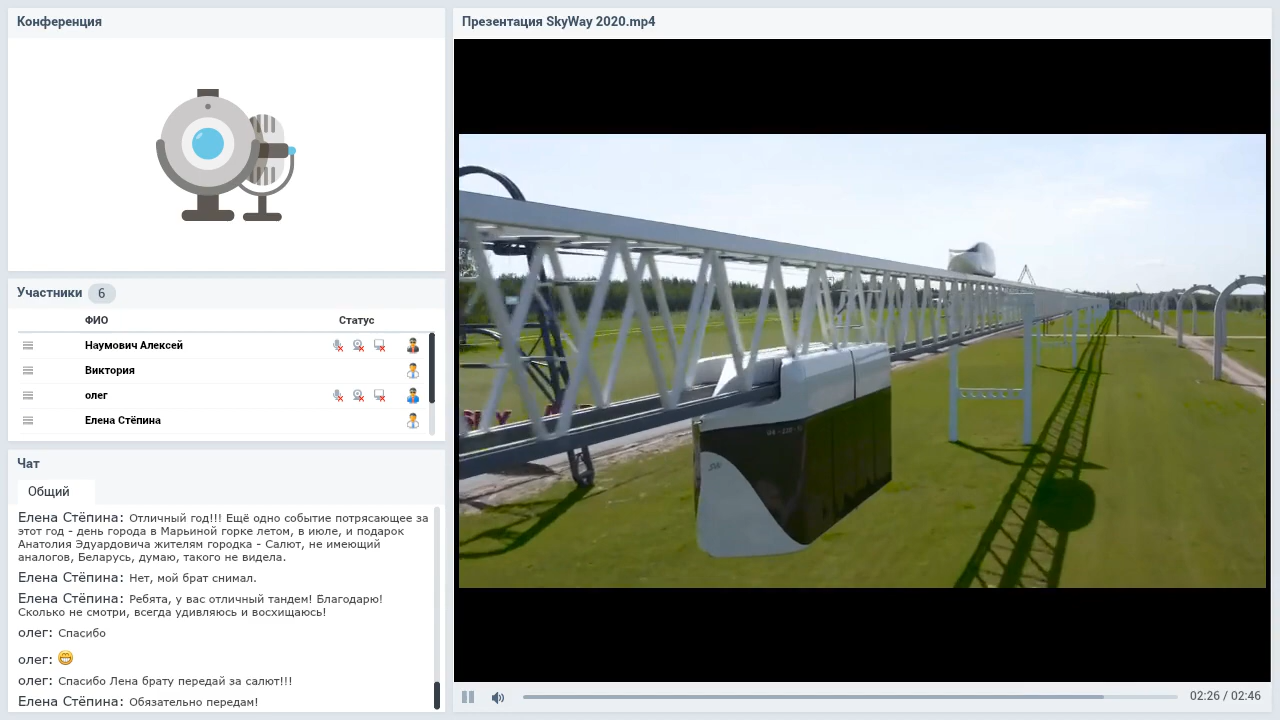 Конференция
Презентация SkyWay 2020.mp4
Участники 6
ФИО Статус
Наумович Алексей
Виктория
олег
Елена Стёпина
Чат
Общий
Елена Стёпина: Отличный год!!! Ещё одно событие потрясающее за
этот год - день города в Марьиной горке летом, в июле, и подарок
Анатолия Эдуардовича жителям городка - Салют, не имеющий
аналогов, Беларусь, думаю, такого не видела.
Елена Стёпина: Нет, мой брат снимал.
Елена Стёпина: Ребята, у вас отличный тандем! Благодарю!
Сколько не смотри, всегда удивляюсь и восхищаюсь!
олег: Спасибо
олег:
олег: Спасибо Лена брату передай за салют!!!
Елена Стёпина: Обязательно передам!
02:26 / 02:46